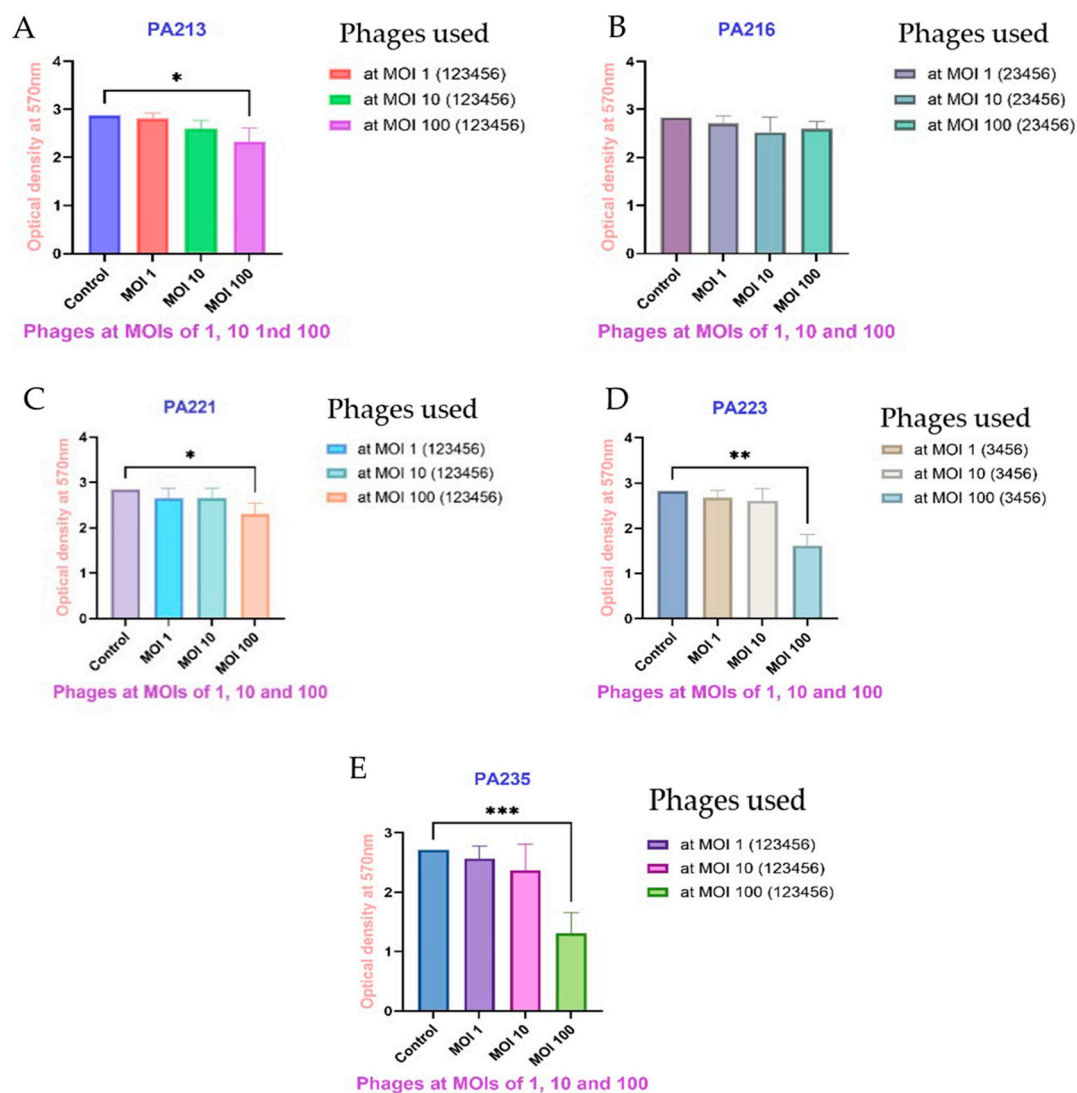 A
PA213
Phages used
at MOI 1 (123456)
at MOI 10 (123456)
at MOI 100 (123456)
Optical density at 570nm
4
3
2
1
0
*
Control
MOI 1
MOI 10
MOI 100
Phages at MOIs of 1, 10 1nd 100
B
PA216
Phages used
at MOI 1 (23456)
at MOI 10 (23456)
at MOI 100 (23456)
Optical density at 570nm
4
3
2
1
0
Control
MOI 1
MOI 10
MOI 100
Phages at MOIs of 1, 10 and 100
C
PA221
Phages used
at MOI 1 (123456)
at MOI 10 (123456)
at MOI 100 (123456)
Optical density at 570nm
4
3
2
1
0
*
Control
MOI 1
MOI 10
MOI 100
Phages at MOIs of 1, 10 and 100
D
PA223
Phages used
at MOI 1 (3456)
at MOI 10 (3456)
at MOI 100 (3456)
Optical density at 570nm
4
3
2
1
0
**
Control
MOI 1
MOI 10
MOI 100
Phages at MOIs of 1, 10 and 100
E
PA235
Phages used
at MOI 1 (123456)
at MOI 10 (123456)
at MOI 100 (123456)
Optical density at 570nm
3
2
1
0
***
Control
MOI 1
MOI 10
MOI 100
Phages at MOIs of 1, 10 and 100